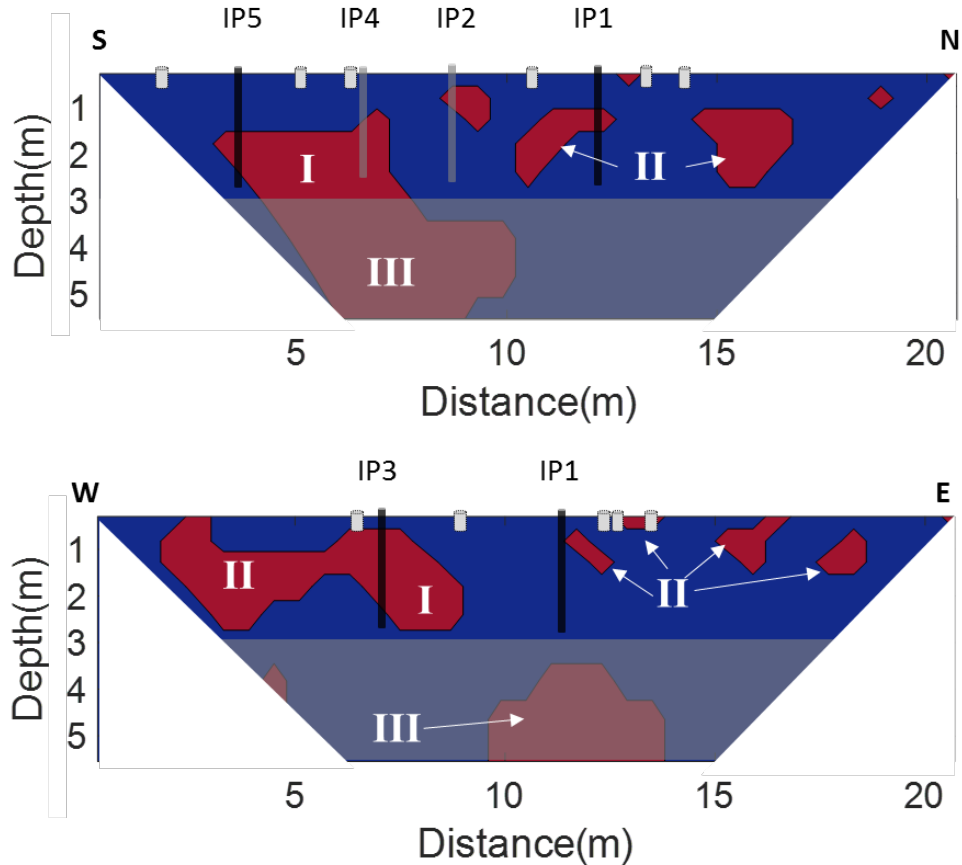 IP5 IP4 IP2 IP1
S N
1
2
3
4
5
Depth(m)
I
II
III
5 10 15 20
Distance(m)
IP3 IP1
W E
1
2
3
4
5
Depth(m)
II
I
II
III
5 10 15 20
Distance(m)